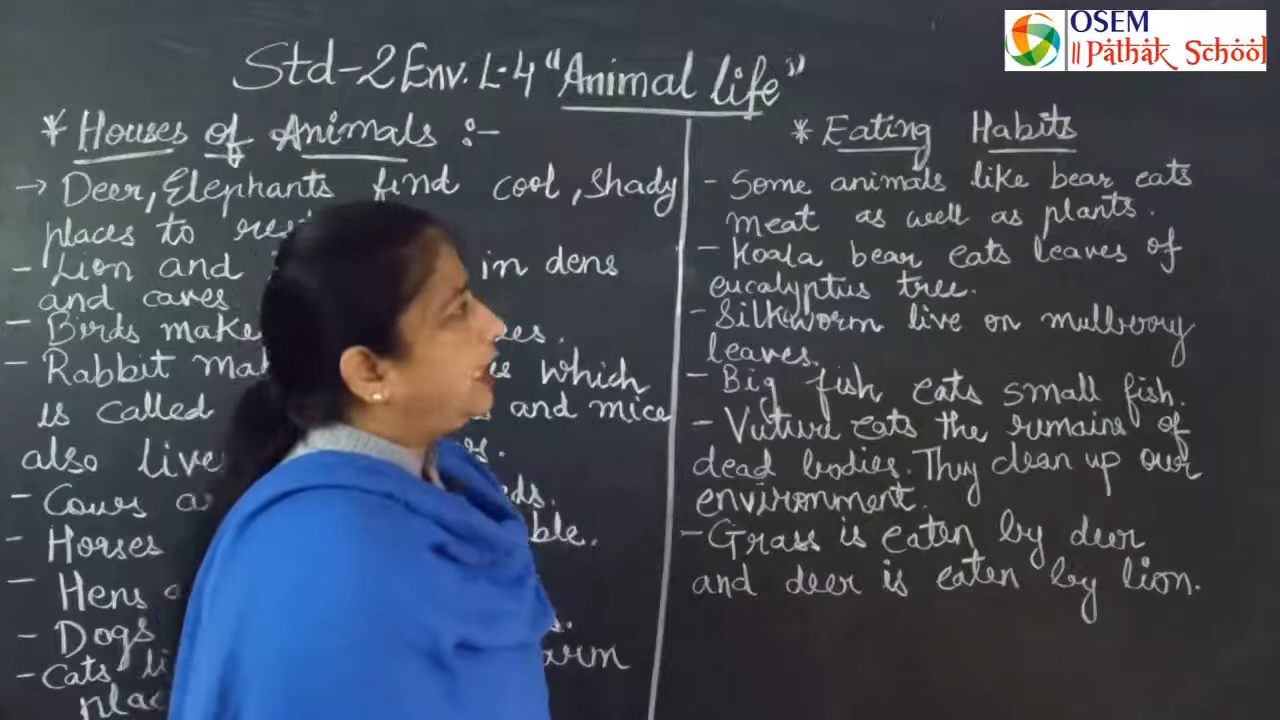 OSEM
|| Pathak School
Std-2 Env. L-4 "Animal life"
* Houses of Animals :-
→ Deer, Elephants find cool, shady
places to
- Lion and in dens
and caves
- Birds make
- Rabbit which
is called and mice
also live
- Cows
- Horses
- Hens
- Dogs
- Cats
* Eating Habits
- Some animals like bear eats
meat as well as plants.
- Koala bear eats leaves of
eucalyptus tree.
- Silkworm live on mulberry
leaves.
- Big fish eats small fish.
- Vuture eats the remains of
dead bodies. They clean up our
environment.
- Grass is eaten by deer
and deer is eaten by lion.